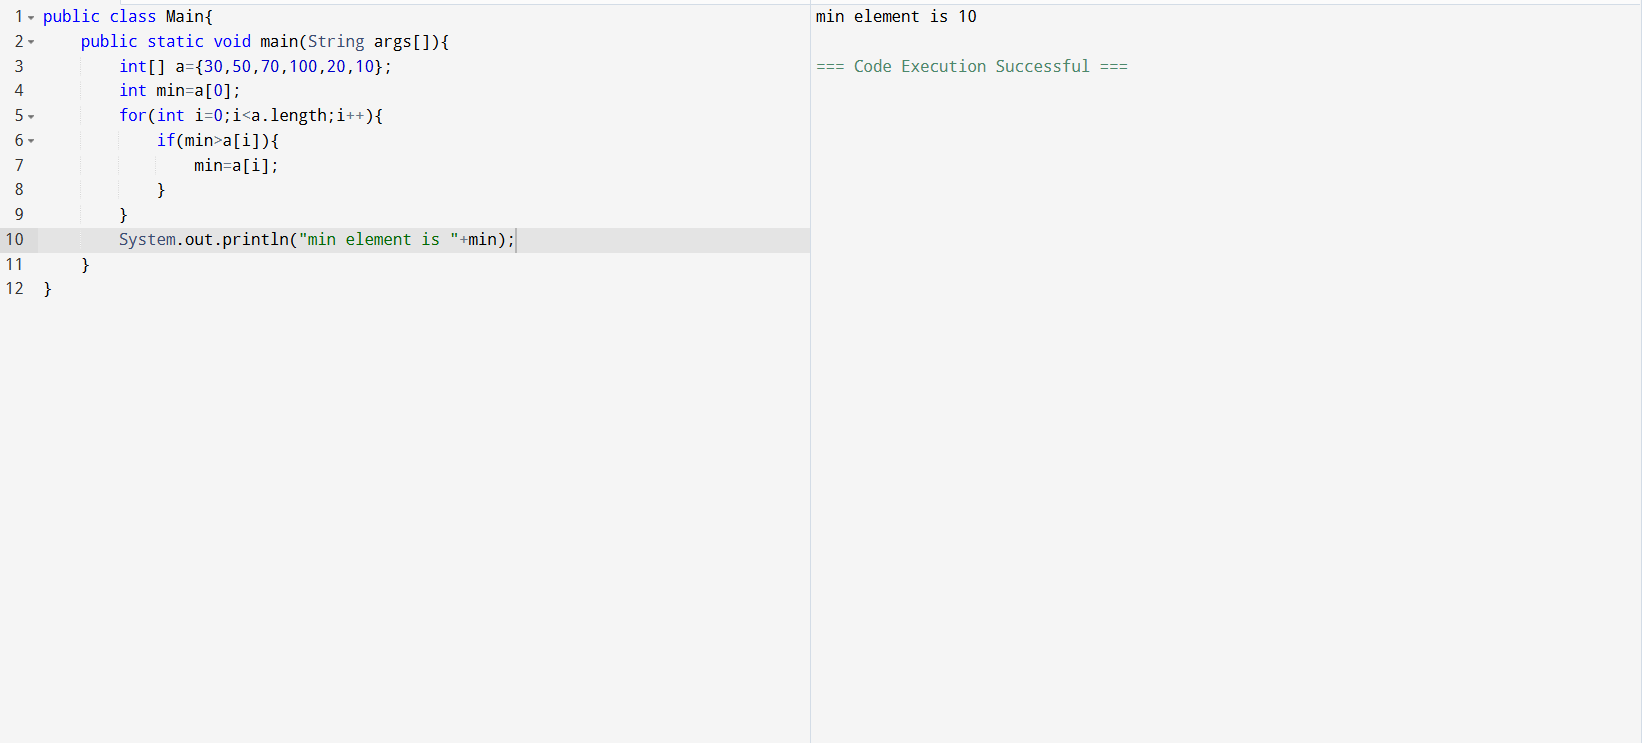 1 public class Main{
2     public static void main(String args[]){
3         int[] a={30,50,70,100,20,10};
4         int min=a[0];
5         for(int i=0;i<a.length;i++){
6             if(min>a[i]){
7                 min=a[i];
8             }
9         }
10         System.out.println("min element is "+min);
11     }
12 }
min element is 10
=== Code Execution Successful ===